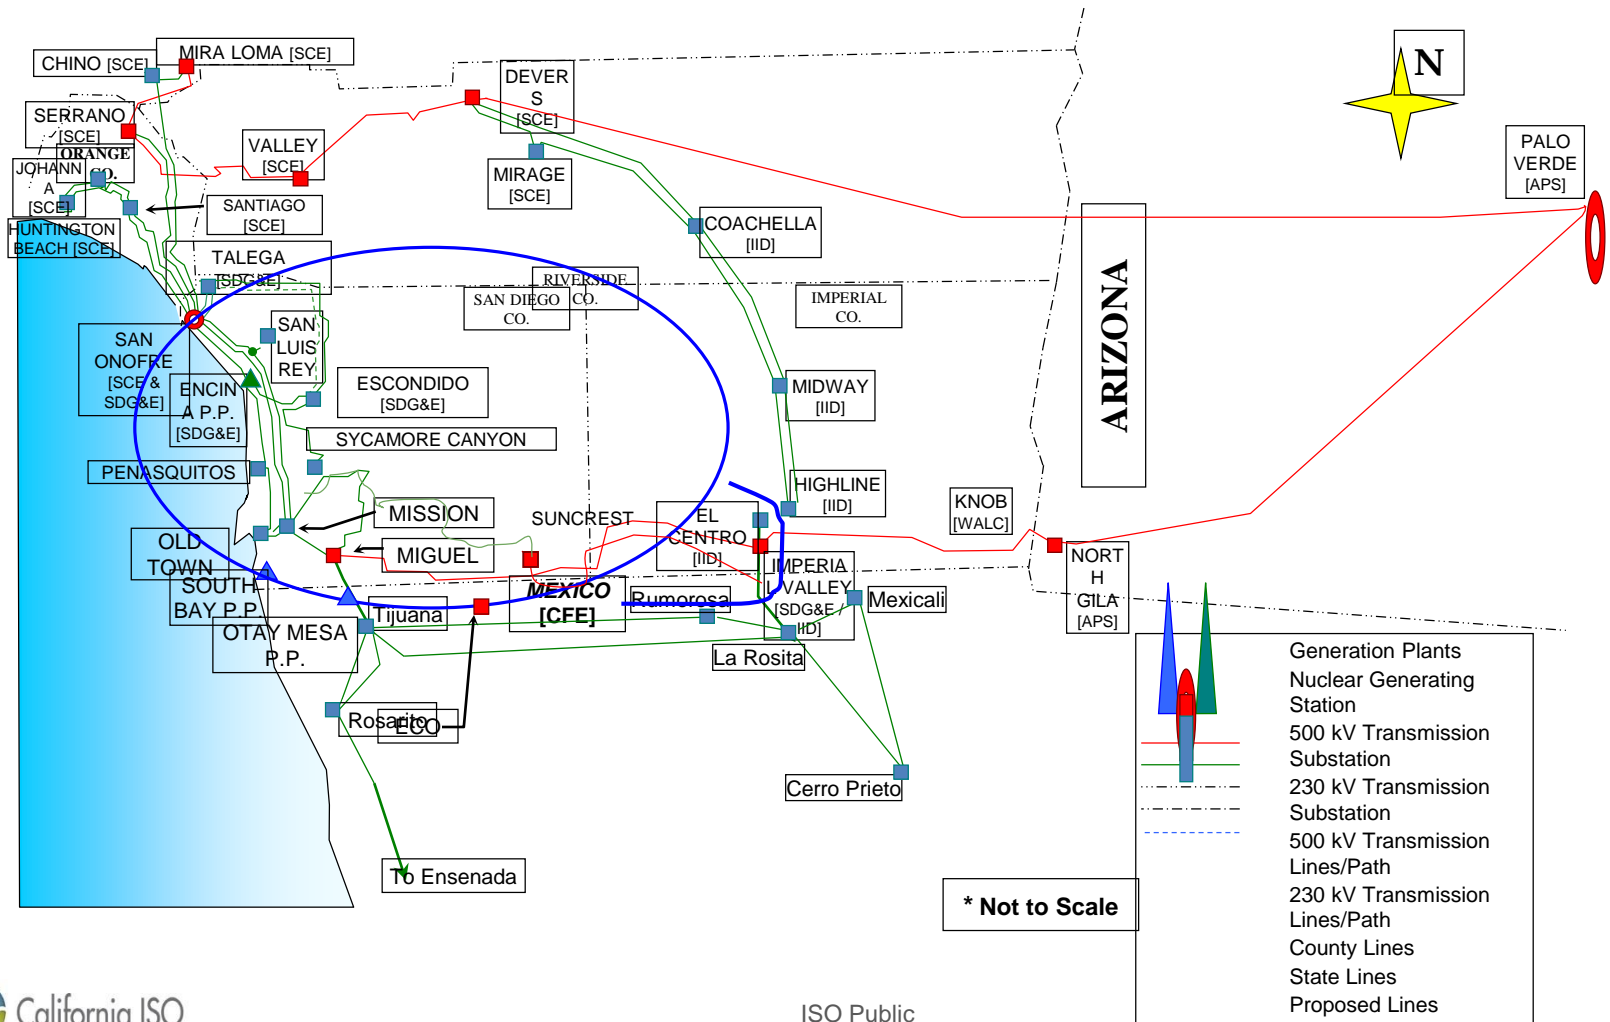 MIRA LOMA [SCE]
CHINO [SCE]
DEVER
S
[SCE]
N
SERRANO
[SCE]
VALLEY
[SCE]
ORANGE
CO.
JOHANN
A
[SCE]
MIRAGE
[SCE]
PALO
VERDE
[APS]
SANTIAGO
[SCE]
HUNTINGTON
BEACH [SCE]
COACHELLA
[IID]
TALEGA
[SDG&E]
RIVERSIDE
CO.
SAN DIEGO
CO.
IMPERIAL
CO.
ARIZONA
SAN
ONOFRE
[SCE &
SDG&E]
SAN
LUIS
REY
ENCIN
A P.P.
[SDG&E]
ESCONDIDO
[SDG&E]
MIDWAY
[IID]
SYCAMORE CANYON
PENASQUITOS
HIGHLINE
[IID]
KNOB
[WALC]
MISSION
SUNCREST
EL
CENTRO
[IID]
OLD
TOWN
MIGUEL
NORT
H
GILA
[APS]
IMPERIA
L VALLEY
[SDG&E /
IID]
SOUTH
BAY P.P.
MEXICO
[CFE]
Rumorosa
Mexicali
Tijuana
OTAY MESA
P.P.
La Rosita
Rosarito
ECO
Cerro Prieto
To Ensenada
* Not to Scale
Generation Plants
Nuclear Generating
Station
500 kV Transmission
Substation
230 kV Transmission
Substation
500 kV Transmission
Lines/Path
230 kV Transmission
Lines/Path
County Lines
State Lines
Proposed Lines
California ISO
ISO Public